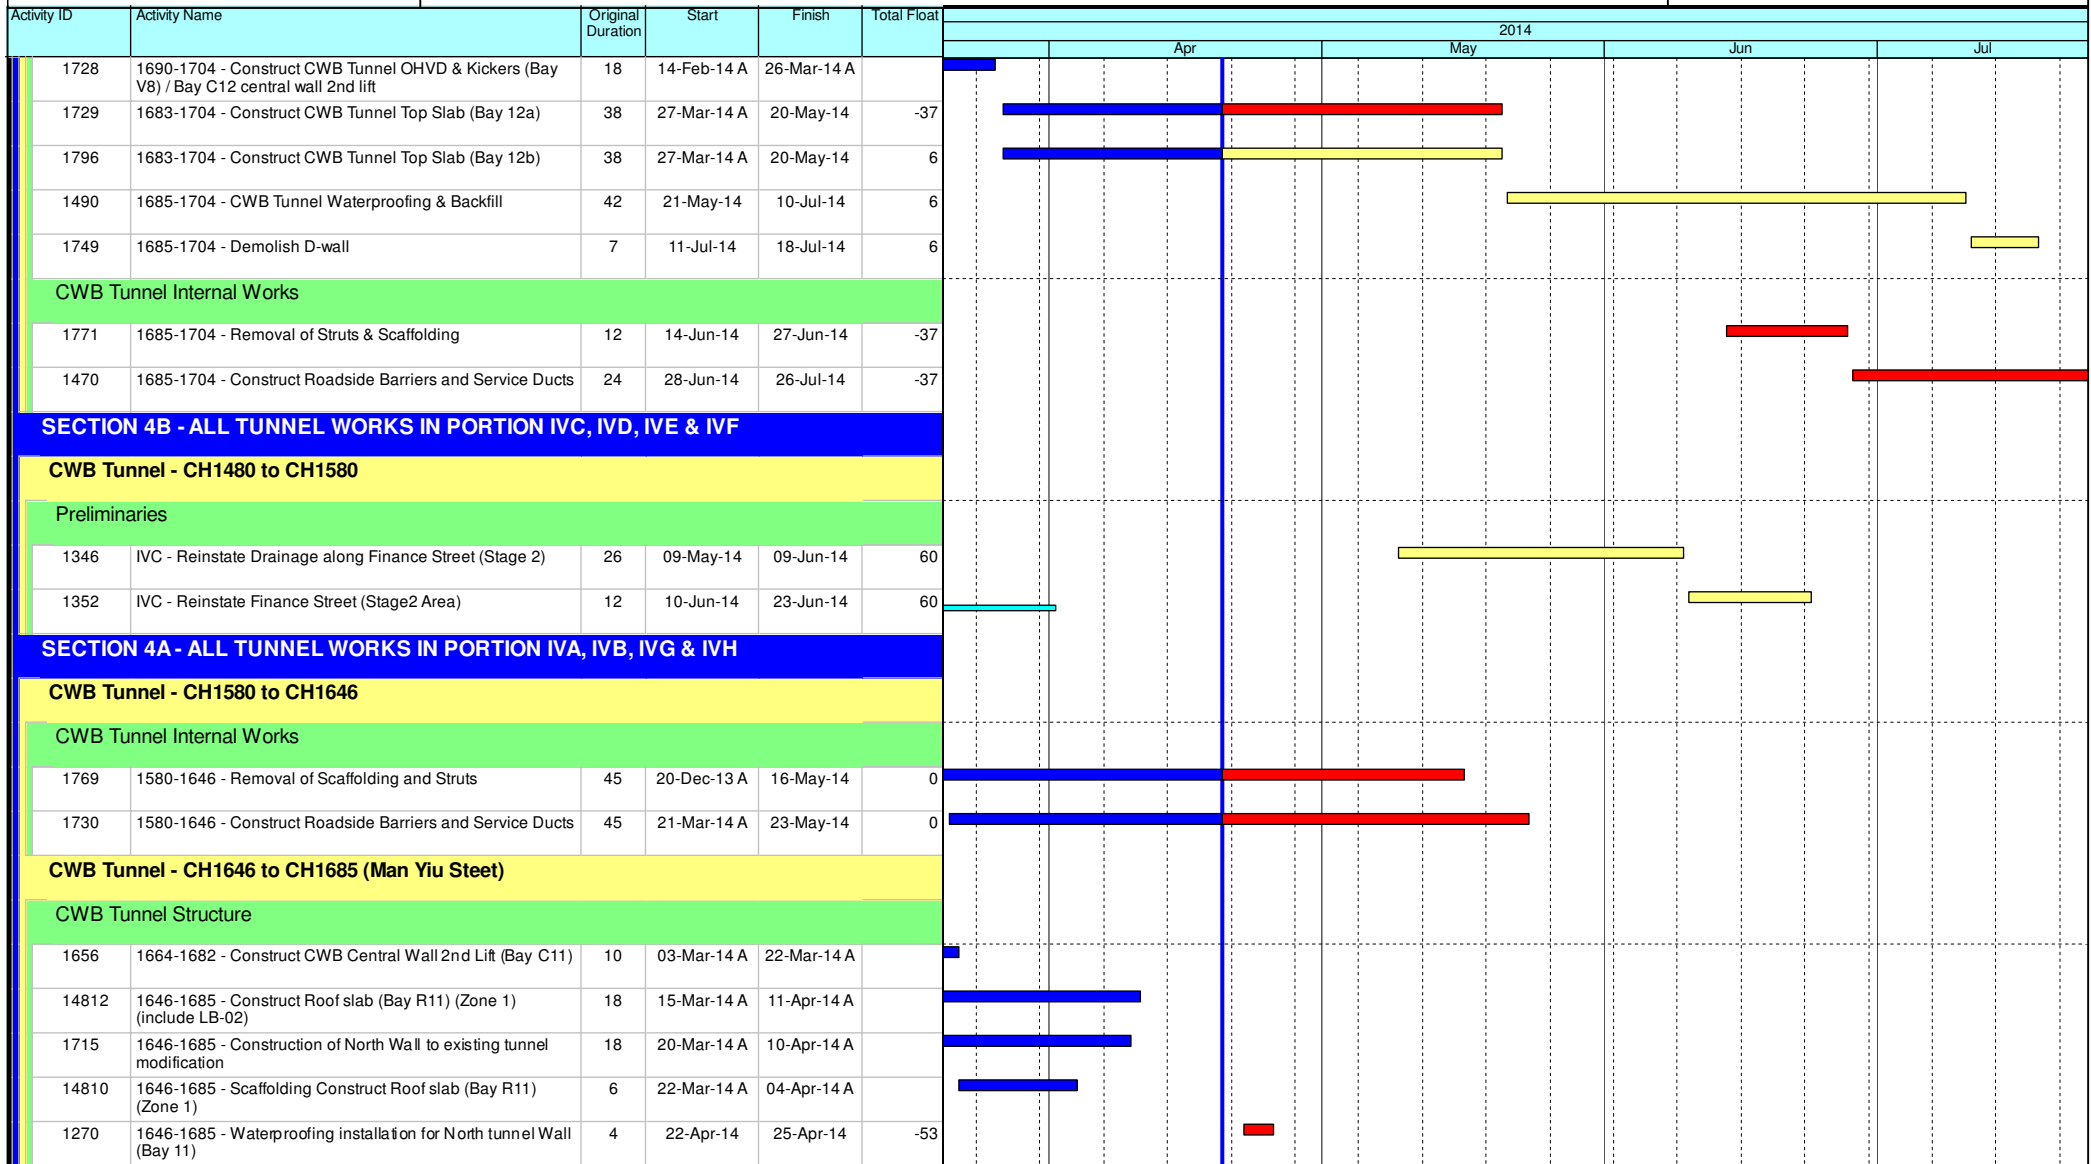 Activity ID Activity Name Original Duration Start Finish Total Float
2014
Apr May Jun Jul
1728 1690-1704 - Construct CWB Tunnel OHVD & Kickers (Bay 18 14-Feb-14 A 26-Mar-14 A
V8) / Bay C12 central wall 2nd lift
1729 1683-1704 - Construct CWB Tunnel Top Slab (Bay 12a) 38 27-Mar-14 A 20-May-14 -37
1796 1683-1704 - Construct CWB Tunnel Top Slab (Bay 12b) 38 27-Mar-14 A 20-May-14 6
1490 1685-1704 - CWB Tunnel Waterproofing & Backfill 42 21-May-14 10-Jul-14 6
1749 1685-1704 - Demolish D-wall 7 11-Jul-14 18-Jul-14 6
CWB Tunnel Internal Works
1771 1685-1704 - Removal of Struts & Scaffolding 12 14-Jun-14 27-Jun-14 -37
1470 1685-1704 - Construct Roadside Barriers and Service Ducts 24 28-Jun-14 26-Jul-14 -37
SECTION 4B - ALL TUNNEL WORKS IN PORTION IVC, IVD, IVE & IVF
CWB Tunnel - CH1480 to CH1580
Preliminaries
1346 IVC - Reinstate Drainage along Finance Street (Stage 2) 26 09-May-14 09-Jun-14 60
1352 IVC - Reinstate Finance Street (Stage2 Area) 12 10-Jun-14 23-Jun-14 60
SECTION 4A - ALL TUNNEL WORKS IN PORTION IVA, IVB, IVG & IVH
CWB Tunnel - CH1580 to CH1646
CWB Tunnel Internal Works
1769 1580-1646 - Removal of Scaffolding and Struts 45 20-Dec-13 A 16-May-14 0
1730 1580-1646 - Construct Roadside Barriers and Service Ducts 45 21-Mar-14 A 23-May-14 0
CWB Tunnel - CH1646 to CH1685 (Man Yiu Steet)
CWB Tunnel Structure
1656 1664-1682 - Construct CWB Central Wall 2nd Lift (Bay C11) 10 03-Mar-14 A 22-Mar-14 A
14812 1646-1685 - Construct Roof slab (Bay R11) (Zone 1) 18 15-Mar-14 A 11-Apr-14 A
(include LB-02)
1715 1646-1685 - Construction of North Wall to existing tunnel 18 20-Mar-14 A 10-Apr-14 A
modification
14810 1646-1685 - Scaffolding Construct Roof slab (Bay R11) 6 22-Mar-14 A 04-Apr-14 A
(Zone 1)
1270 1646-1685 - Waterproofing installation for North tunnel Wall 4 22-Apr-14 25-Apr-14 -53
(Bay 11)